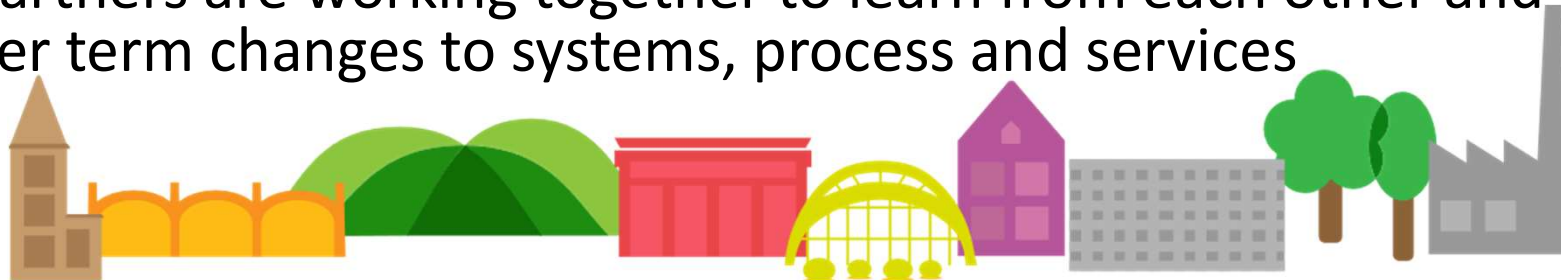 artners are working together to learn from each other and
er term changes to systems, process and services